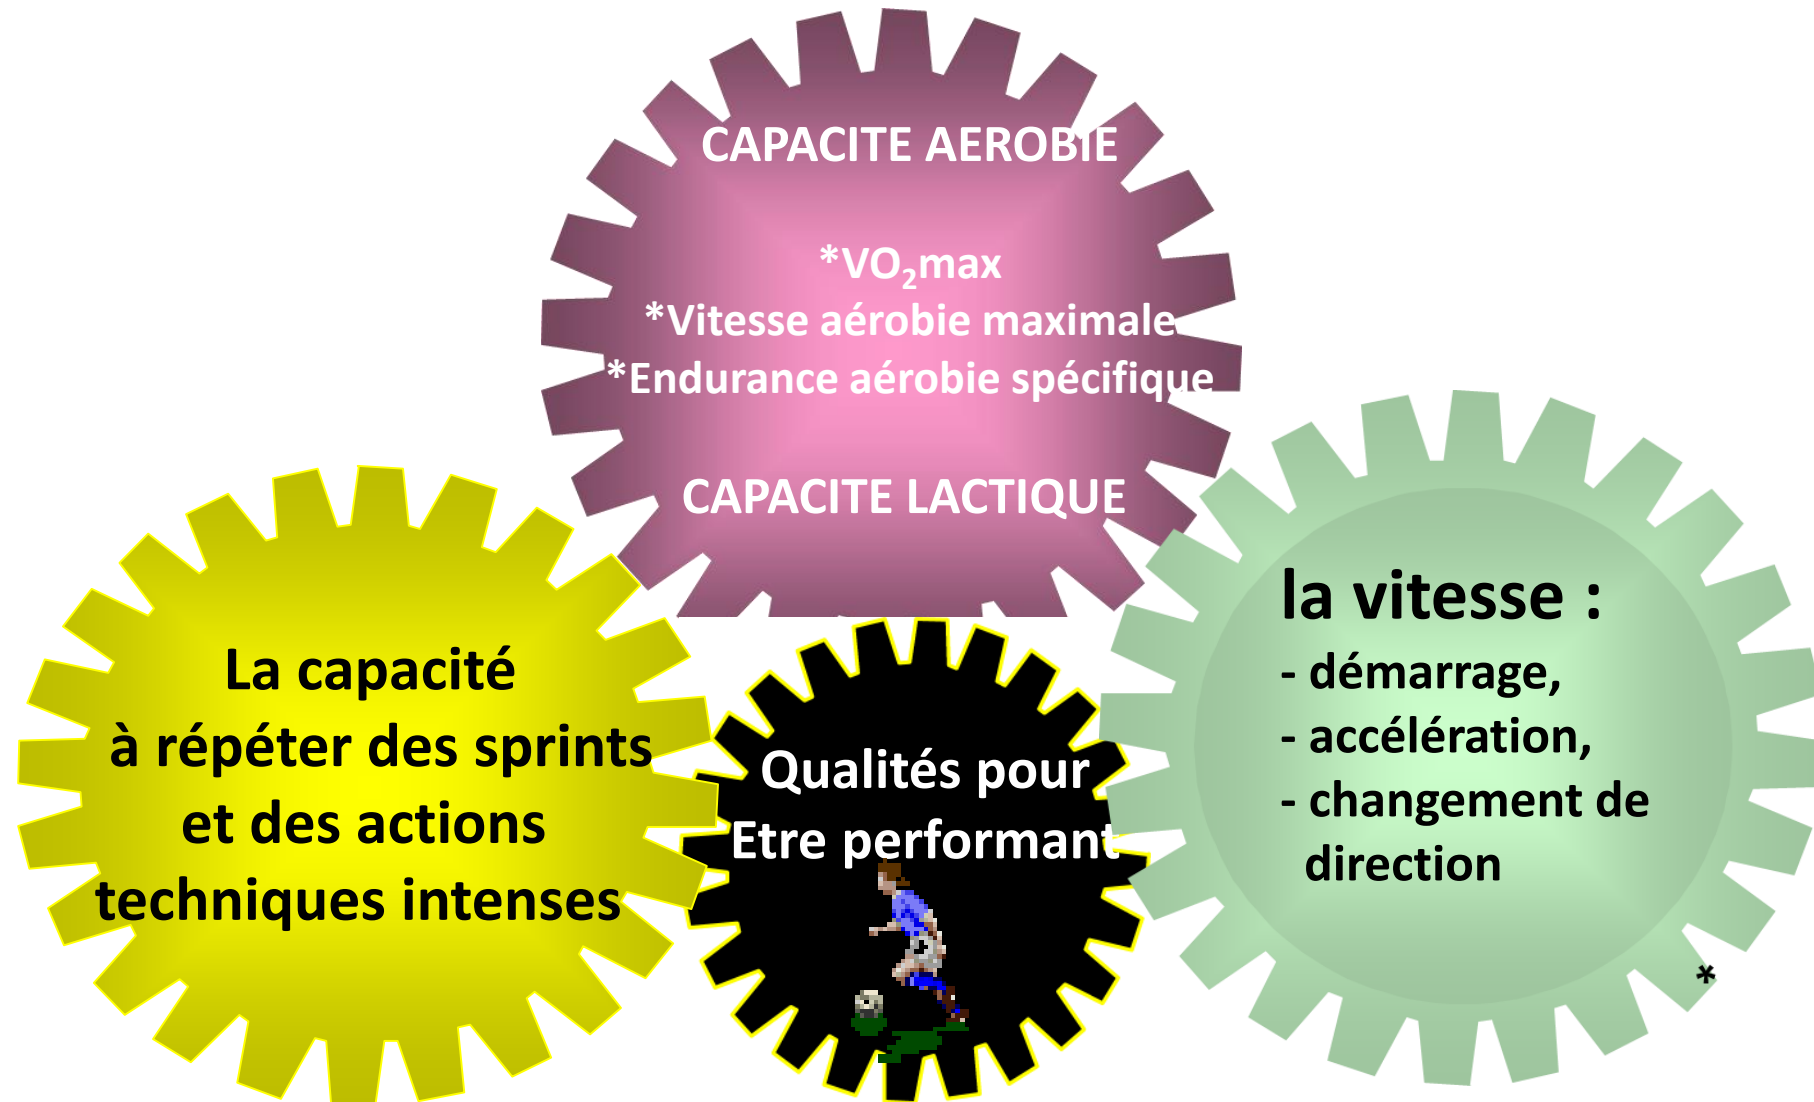 CAPACITE AEROBIE
*VO₂max
*Vitesse aérobie maximale
*Endurance aérobie spécifique
CAPACITE LACTIQUE
La capacité
à répéter des sprints
et des actions
techniques intenses
Qualités pour
Etre performant
la vitesse :
- démarrage,
- accélération,
- changement de
direction
*